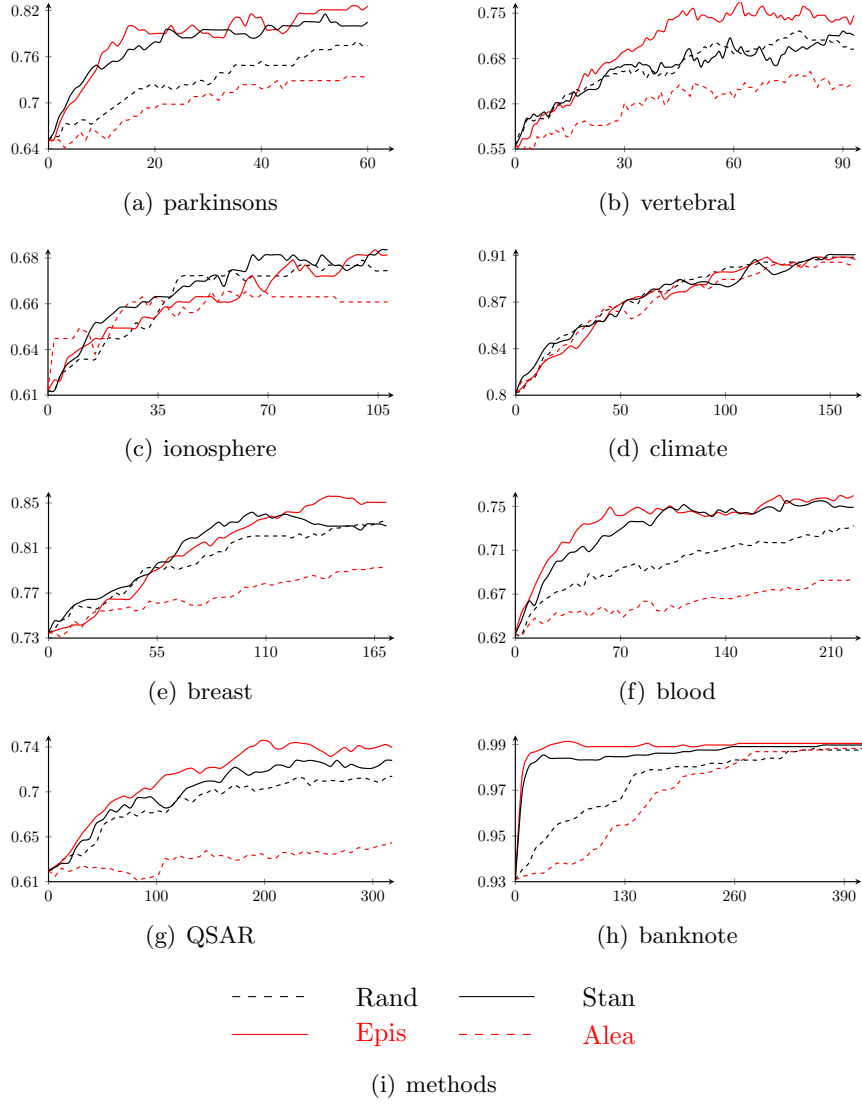 0.82
0.76
0.7
0.64
0 20 40 60
(a) parkinsons
0.75
0.68
0.62
0.55
0 30 60 90
(b) vertebral
0.68
0.66
0.64
0.61
0 35 70 105
(c) ionosphere
0.91
0.87
0.84
0.8
0 50 100 150
(d) climate
0.85
0.81
0.77
0.73
0 55 110 165
(e) breast
0.75
0.71
0.67
0.62
0 70 140 210
(f) blood
0.74
0.7
0.65
0.61
0 100 200 300
(g) QSAR
0.99
0.97
0.95
0.93
0 130 260 390
(h) banknote
Rand Stan
Epis Alea
(i) methods